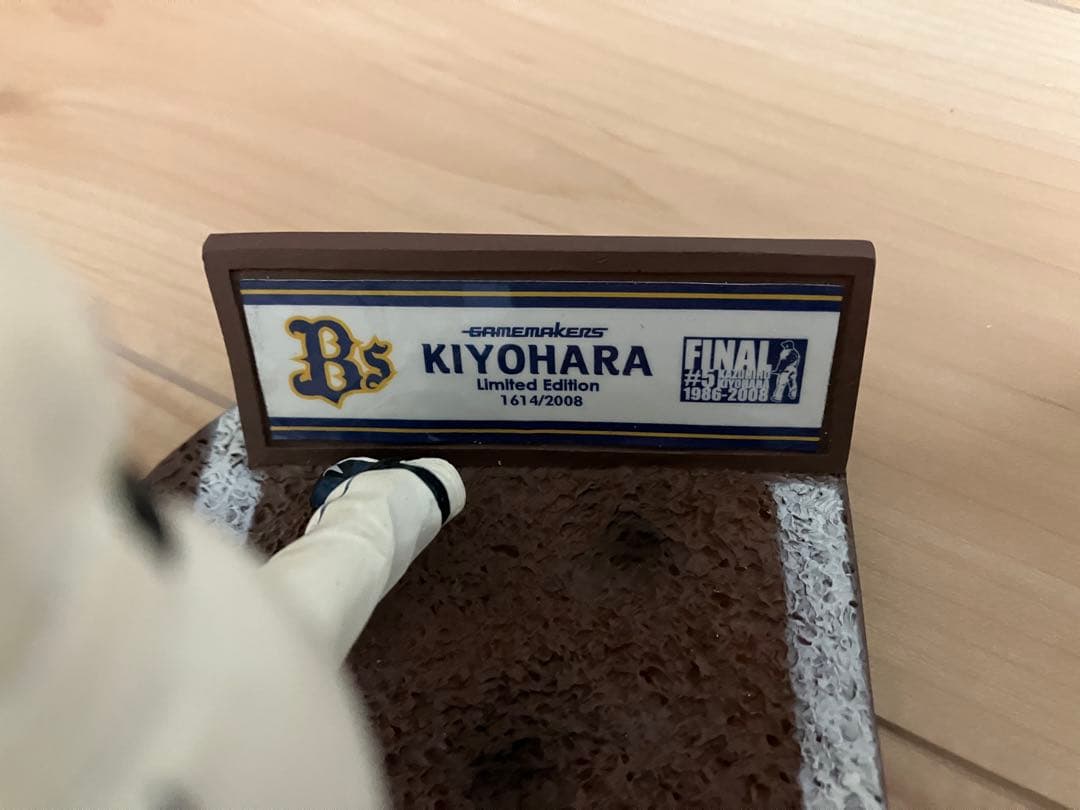 Bs
GAMEMAKERS
KIYOHARA
Limited Edition
1614/2008
FINAL
#5 KAZUHIRO
KIYOHARA
1986-2008